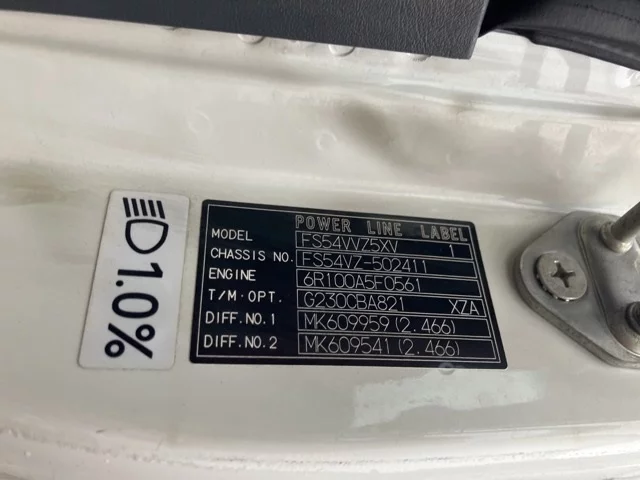 POWER LINE LABEL
MODEL FS54VVZ5XV 1
CHASSIS NO. FS54VZ-502411
ENGINE 6R100A5F0561
T/M·OPT. G230CBA821 XZA
DIFF.NO.1 MK609959(2.466)
DIFF.NO.2 MK609541(2.466)
1.0%